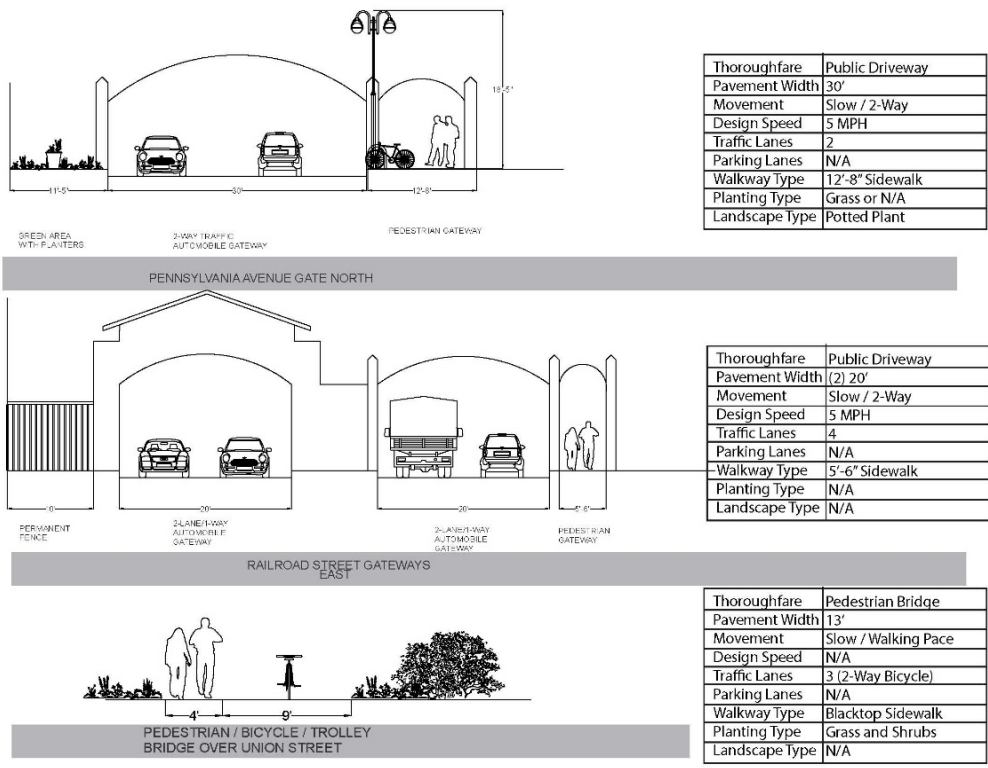 18'-5"
11'-5"
30'
12'-8"
GREEN AREA
WITH PLANTERS
2-WAY TRAFFIC
AUTOMOBILE GATEWAY
PEDESTRIAN GATEWAY
Thoroughfare Public Driveway
Pavement Width 30'
Movement Slow / 2-Way
Design Speed 5 MPH
Traffic Lanes 2
Parking Lanes N/A
Walkway Type 12'-8" Sidewalk
Planting Type Grass or N/A
Landscape Type Potted Plant
PENNSYLVANIA AVENUE GATE NORTH
20'
20'
5'-6'
PERMANENT
FENCE
2-LANE/1-WAY
AUTOMOBILE
GATEWAY
2-LANE/1-WAY
AUTOMOBILE
GATEWAY
PEDESTRIAN
GATEWAY
Thoroughfare Public Driveway
Pavement Width (2) 20'
Movement Slow / 2-Way
Design Speed 5 MPH
Traffic Lanes 4
Parking Lanes N/A
Walkway Type 5'-6" Sidewalk
Planting Type N/A
Landscape Type N/A
RAILROAD STREET GATEWAYS
EAST
4'
9'
Thoroughfare Pedestrian Bridge
Pavement Width 13'
Movement Slow / Walking Pace
Design Speed N/A
Traffic Lanes 3 (2-Way Bicycle)
Parking Lanes N/A
Walkway Type Blacktop Sidewalk
Planting Type Grass and Shrubs
Landscape Type N/A
PEDESTRIAN / BICYCLE / TROLLEY
BRIDGE OVER UNION STREET